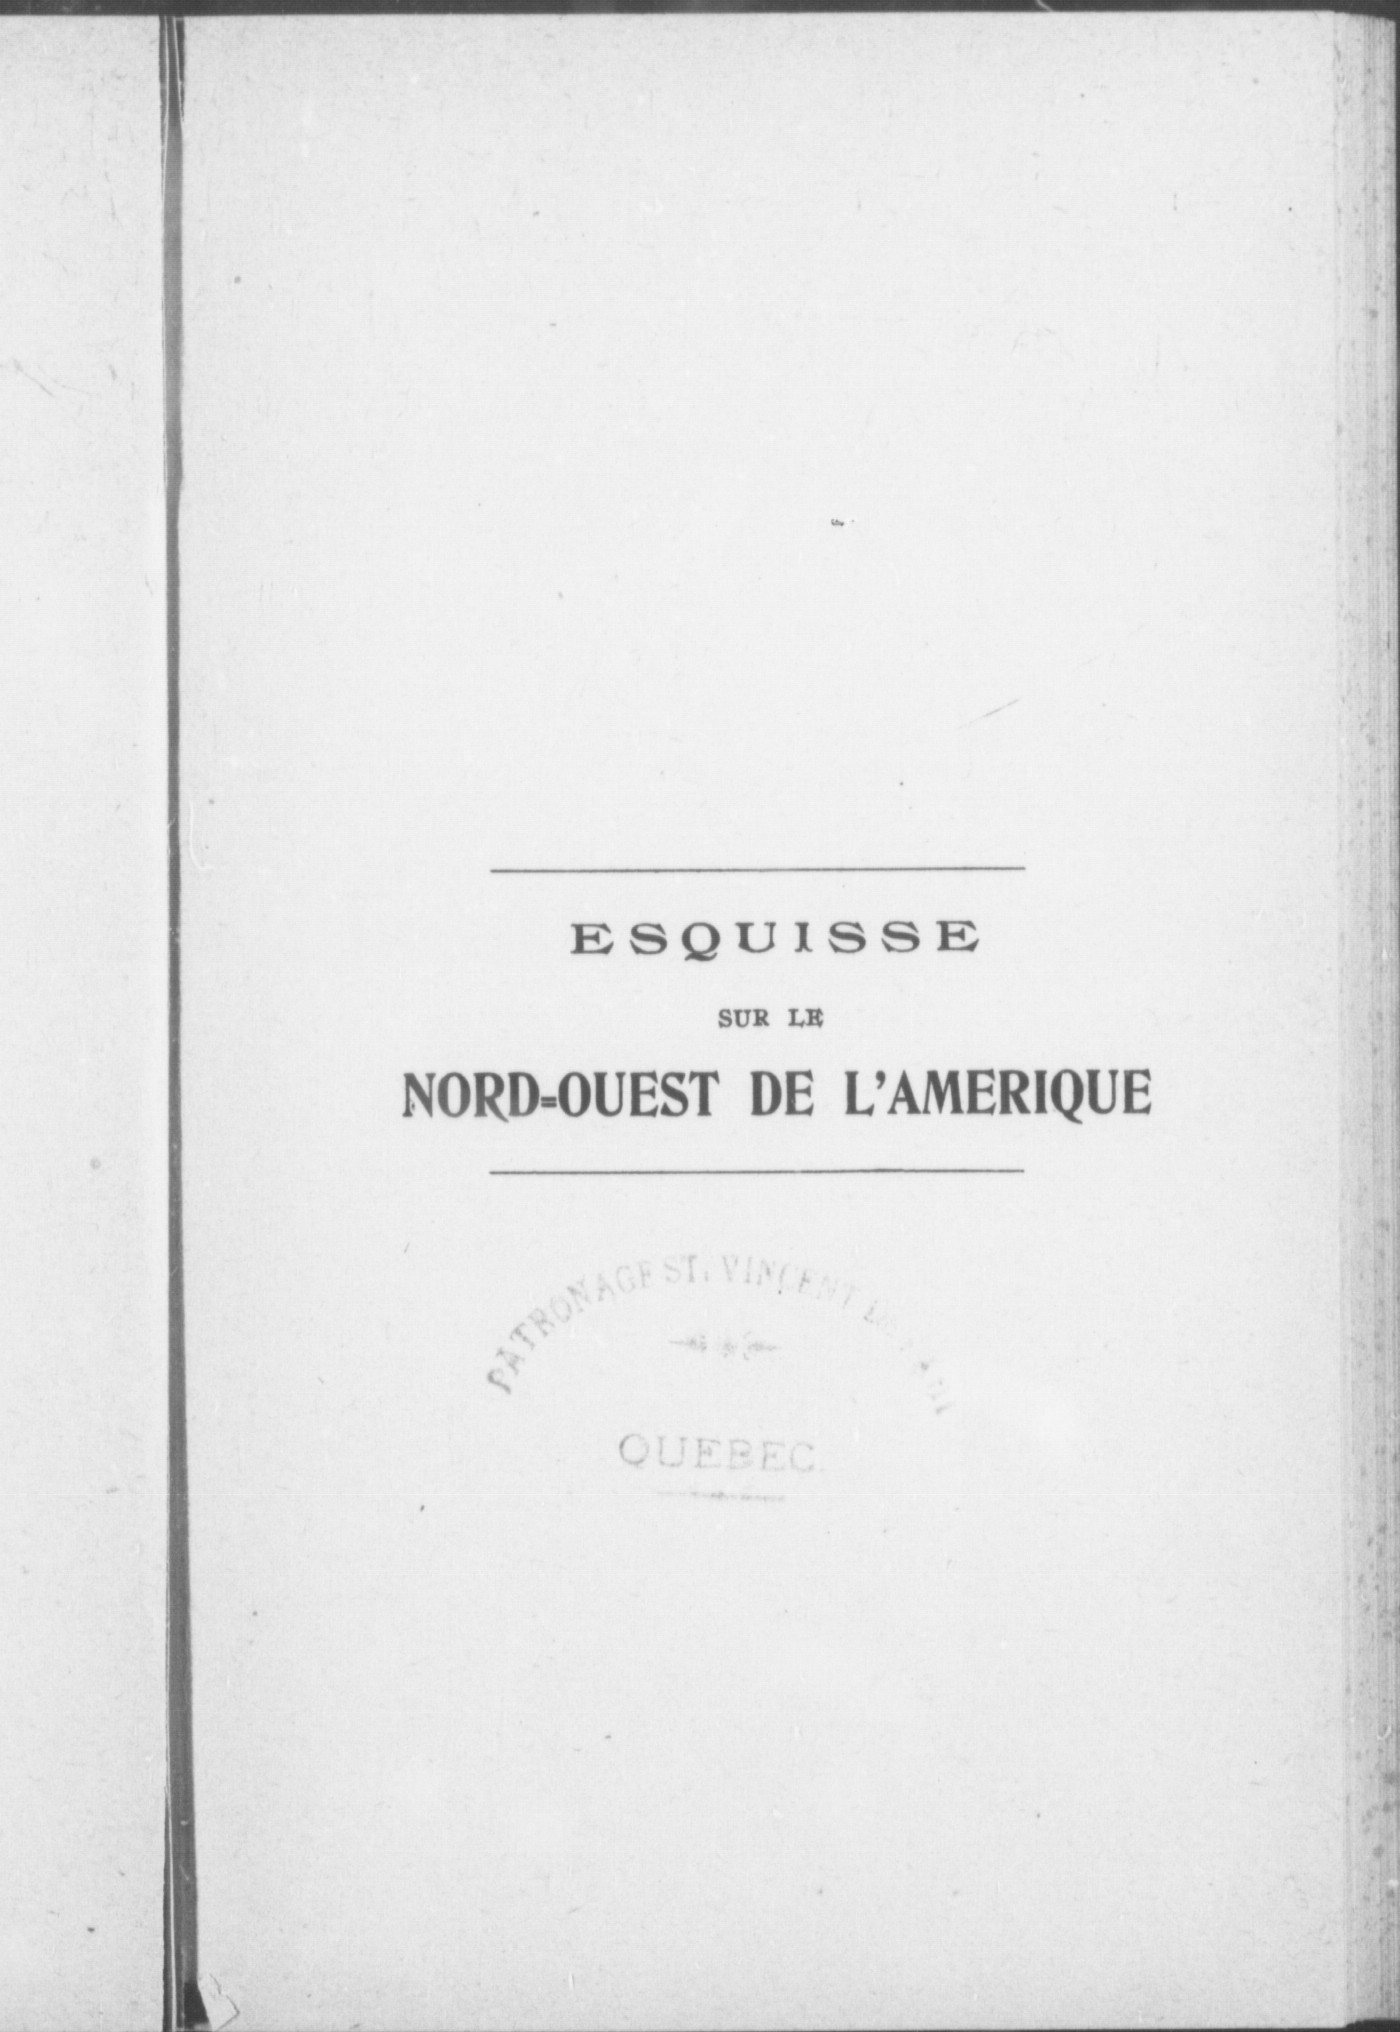 ESQUISSE
SUR LE
NORD=OUEST DE L'AMERIQUE
PATRONAGE ST. VINCENT
QUEBEC